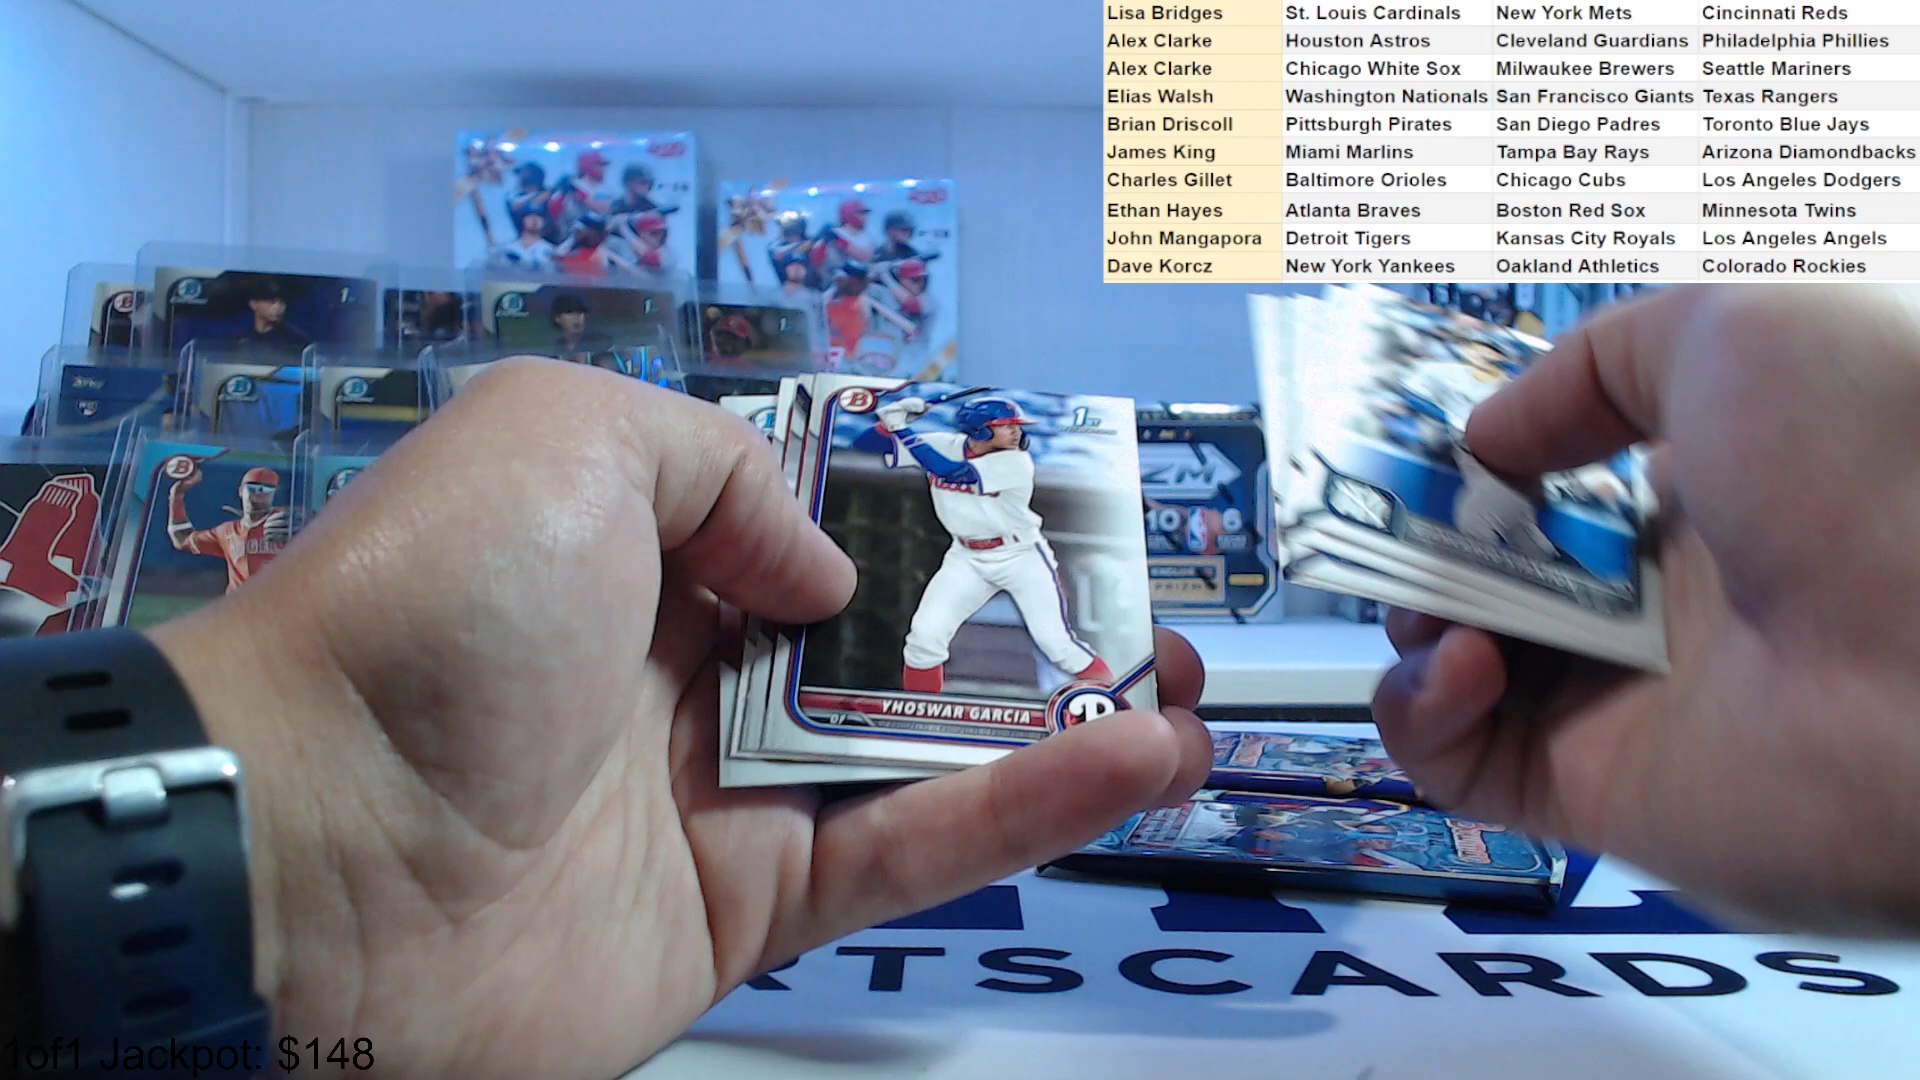 Lisa Bridges St. Louis Cardinals New York Mets Cincinnati Reds
Alex Clarke Houston Astros Cleveland Guardians Philadelphia Phillies
Alex Clarke Chicago White Sox Milwaukee Brewers Seattle Mariners
Elias Walsh Washington Nationals San Francisco Giants Texas Rangers
Brian Driscoll Pittsburgh Pirates San Diego Padres Toronto Blue Jays
James King Miami Marlins Tampa Bay Rays Arizona Diamondbacks
Charles Gillet Baltimore Orioles Chicago Cubs Los Angeles Dodgers
Ethan Hayes Atlanta Braves Boston Red Sox Minnesota Twins
John Mangapora Detroit Tigers Kansas City Royals Los Angeles Angels
Dave Korcz New York Yankees Oakland Athletics Colorado Rockies
B
1ST
10 6
PRIZM
YHOSWAR GARCIA
OF
P
RTSCARDS
1of1 Jackpot: $148